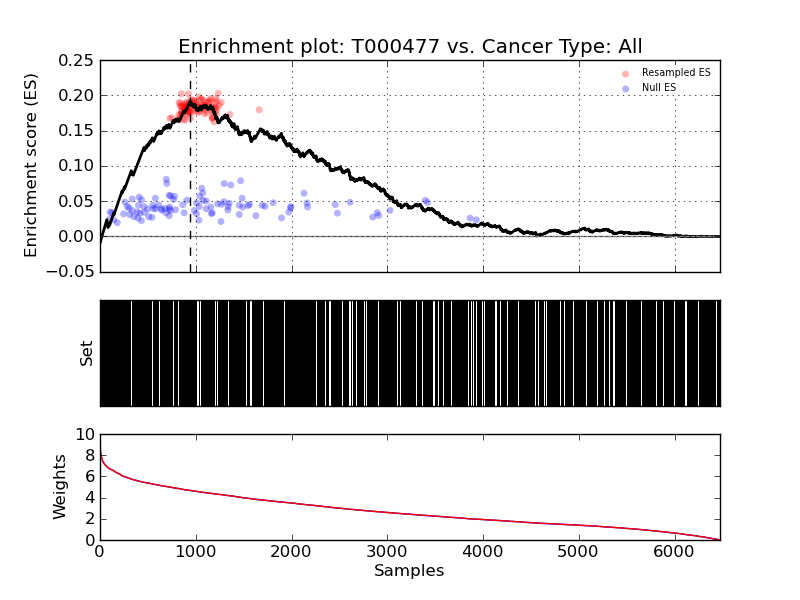 Enrichment plot: T000477 vs. Cancer Type: All
Enrichment score (ES)
0.25
0.20
0.15
0.10
0.05
0.00
−0.05
Resampled ES
Null ES
Set
Weights
10
8
6
4
2
0
0 1000 2000 3000 4000 5000 6000
Samples